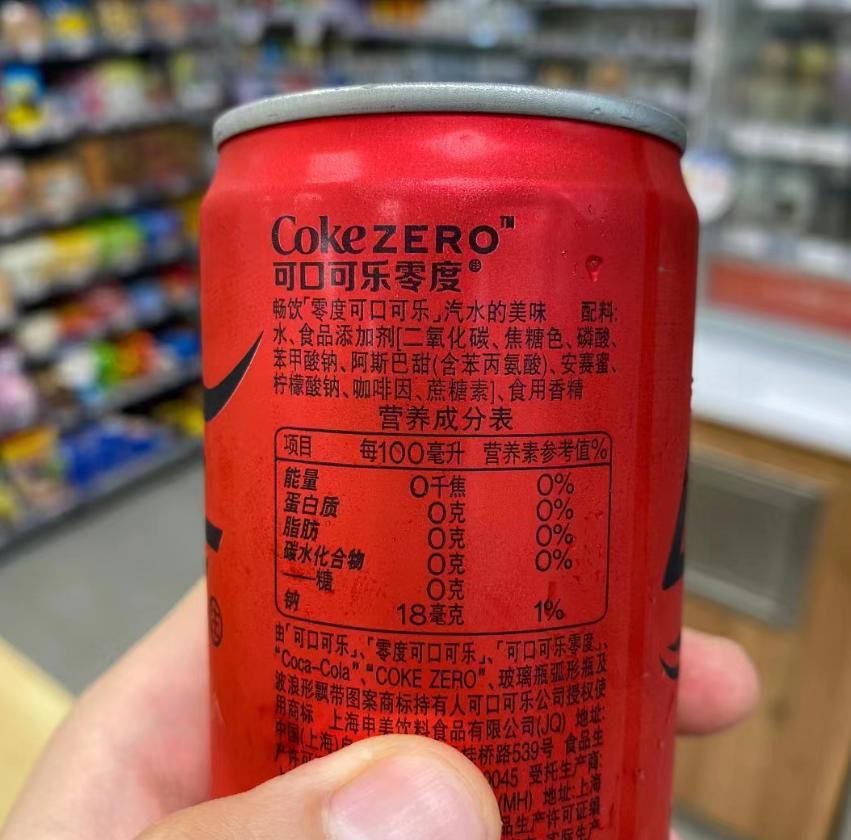 Coke ZERO™
可口可乐零度®
畅饮「零度可口可乐」汽水的美味 配料:
水、食品添加剂[二氧化碳、焦糖色、磷酸、
苯甲酸钠、阿斯巴甜(含苯丙氨酸)、安赛蜜、
柠檬酸钠、咖啡因、蔗糖素]、食用香精
营养成分表
项目 每100毫升 营养素参考值%
能量 0千焦 0%
蛋白质 0克 0%
脂肪 0克 0%
碳水化合物 0克 0%
——糖 0克
钠 18毫克 1%
由「可口可乐」、「零度可口可乐」、「可口可乐零度」、
“Coca-Cola”、“COKE ZERO”、玻璃瓶弧形瓶及
波浪形飘带图案商标持有人可口可乐公司授权使
用商标 上海申美饮料食品有限公司(JQ) 地址:
中国(上海) 桂桥路539号 食品生
产许可 0045 受托生产商:
(MH) 地址:上海
品生产许可证编